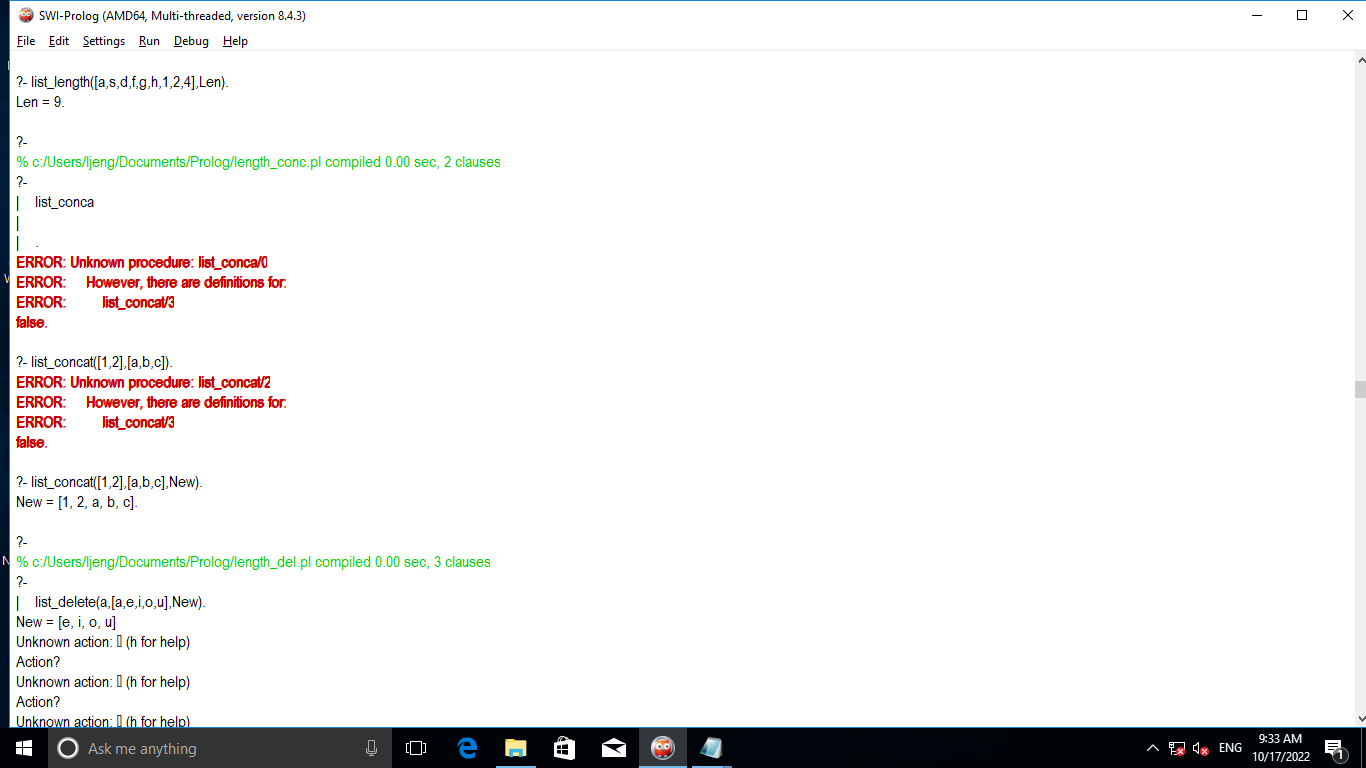 SWI-Prolog (AMD64, Multi-threaded, version 8.4.3)
File Edit Settings Run Debug Help
?- list_length([a,s,d,f,g,h,1,2,4],Len).
Len = 9.
?-
% c:/Users/ljeng/Documents/Prolog/length_conc.pl compiled 0.00 sec, 2 clauses
?-
| list_conca
|
| .
ERROR: Unknown procedure: list_conca/0
ERROR: However, there are definitions for:
ERROR: list_concat/3
false.
?- list_concat([1,2],[a,b,c]).
ERROR: Unknown procedure: list_concat/2
ERROR: However, there are definitions for:
ERROR: list_concat/3
false.
?- list_concat([1,2],[a,b,c],New).
New = [1, 2, a, b, c].
?-
% c:/Users/ljeng/Documents/Prolog/length_del.pl compiled 0.00 sec, 3 clauses
?-
| list_delete(a,[a,e,i,o,u],New).
New = [e, i, o, u]
Unknown action: ▯ (h for help)
Action?
Unknown action: ▯ (h for help)
Action?
Unknown action: ▯ (h for help)
Ask me anything
ENG
9:33 AM
10/17/2022
1